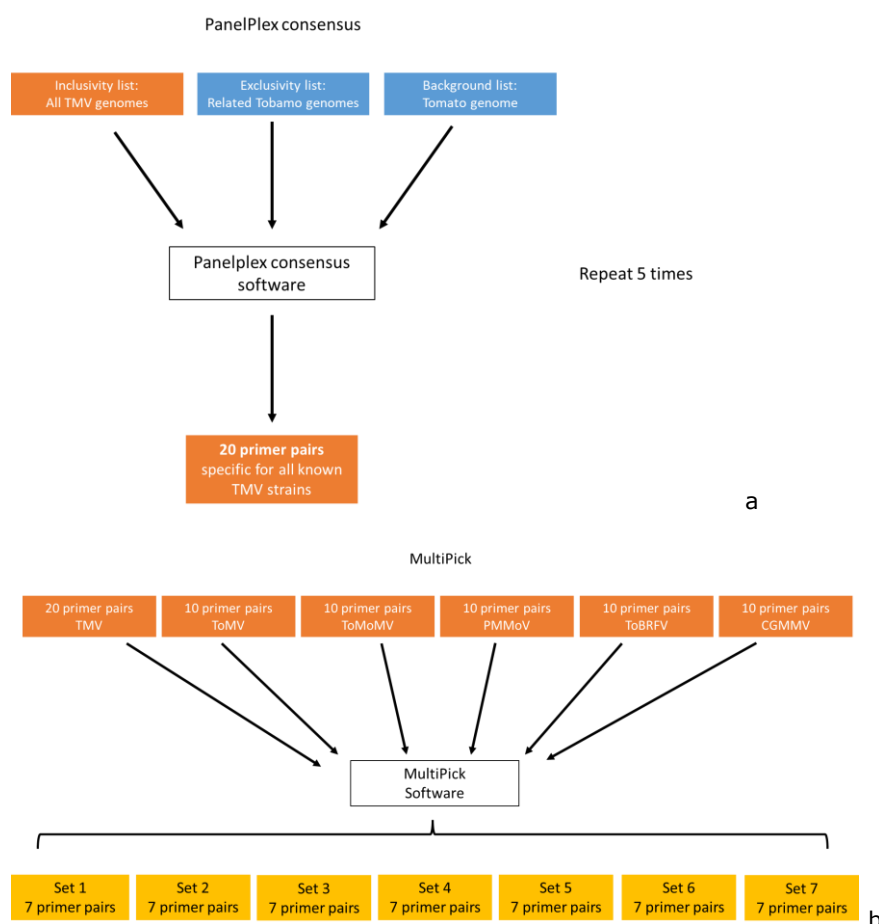 PanelPlex consensus
Inclusivity list:
All TMV genomes
Exclusivity list:
Related Tobamo genomes
Background list:
Tomato genome
Panelplex consensus
software
Repeat 5 times
20 primer pairs
specific for all known
TMV strains
a
MultiPick
20 primer pairs
TMV
10 primer pairs
ToMV
10 primer pairs
ToMoMV
10 primer pairs
PMMoV
10 primer pairs
ToBRFV
10 primer pairs
CGMMV
MultiPick
Software
Set 1
7 primer pairs
Set 2
7 primer pairs
Set 3
7 primer pairs
Set 4
7 primer pairs
Set 5
7 primer pairs
Set 6
7 primer pairs
Set 7
7 primer pairs
b